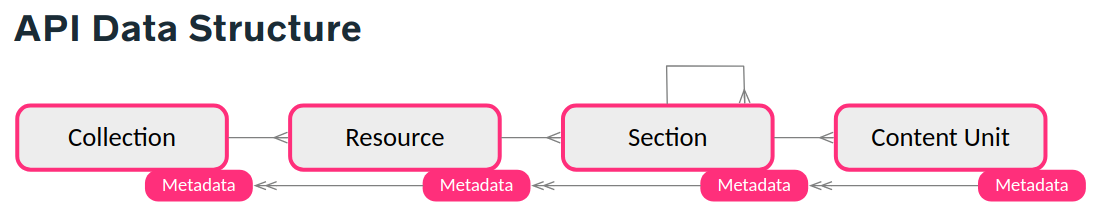 API Data Structure
Collection
Resource
Section
Content Unit
Metadata
Metadata
Metadata
Metadata